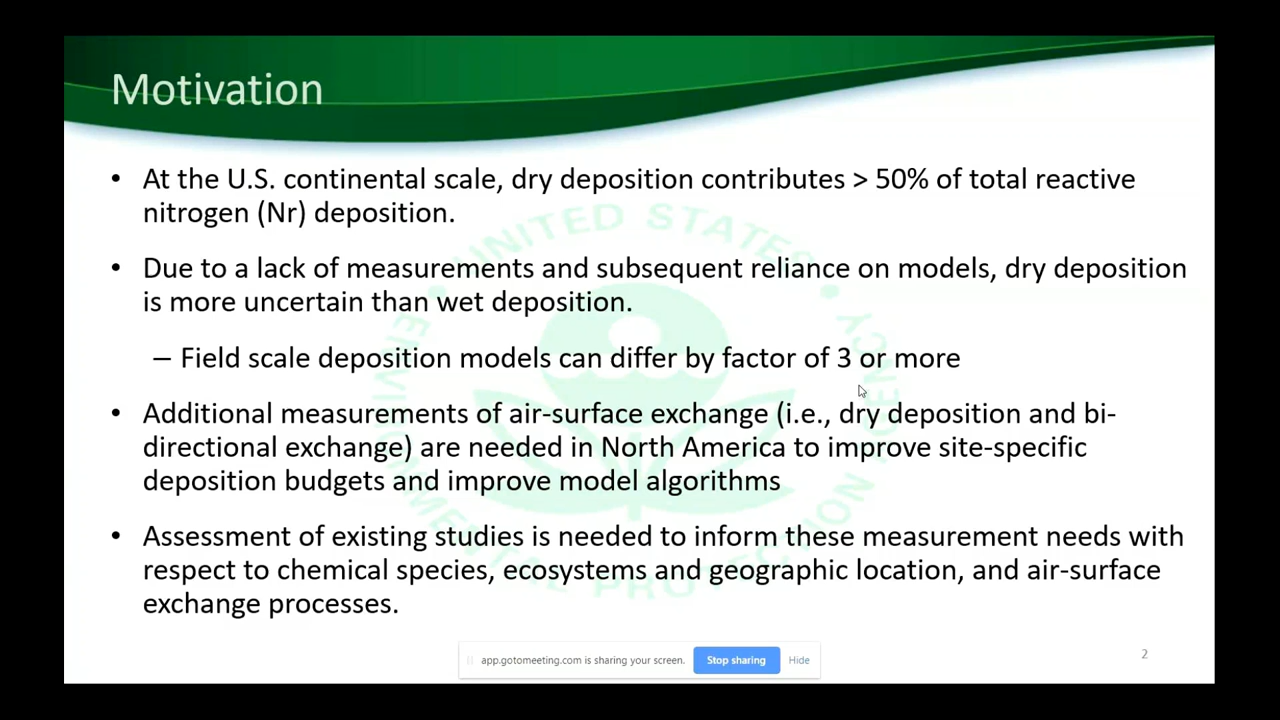 Motivation
• At the U.S. continental scale, dry deposition contributes > 50% of total reactive
nitrogen (Nr) deposition.
• Due to a lack of measurements and subsequent reliance on models, dry deposition
is more uncertain than wet deposition.
– Field scale deposition models can differ by factor of 3 or more
• Additional measurements of air-surface exchange (i.e., dry deposition and bi-
directional exchange) are needed in North America to improve site-specific
deposition budgets and improve model algorithms
• Assessment of existing studies is needed to inform these measurement needs with
respect to chemical species, ecosystems and geographic location, and air-surface
exchange processes.
UNITED STATES
ENVIRONMENTAL PROTECTION AGENCY
app.gotomeeting.com is sharing your screen. Stop sharing Hide
2